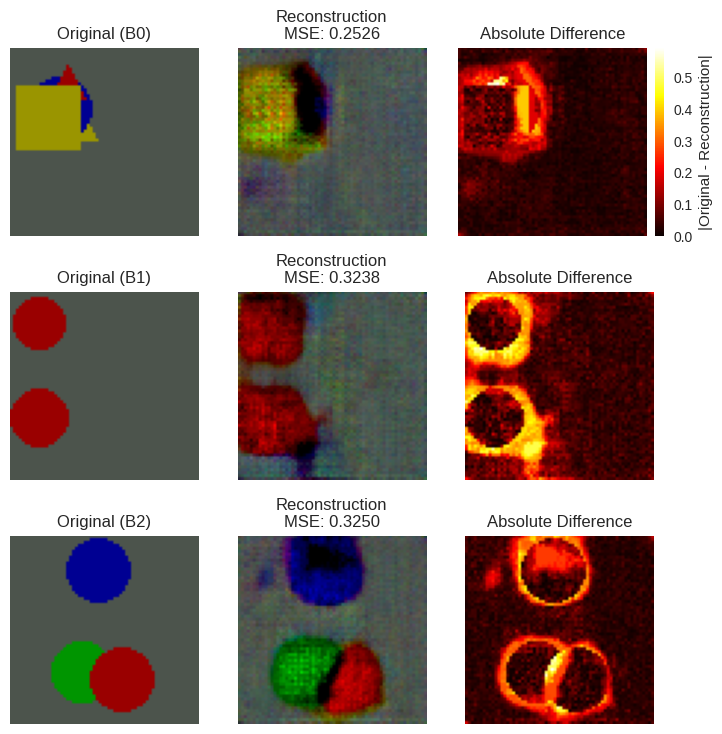 Original (B0)
Reconstruction
MSE: 0.2526
Absolute Difference
0.5
0.4
0.3
0.2
0.1
0.0
|Original - Reconstruction|
Original (B1)
Reconstruction
MSE: 0.3238
Absolute Difference
Original (B2)
Reconstruction
MSE: 0.3250
Absolute Difference